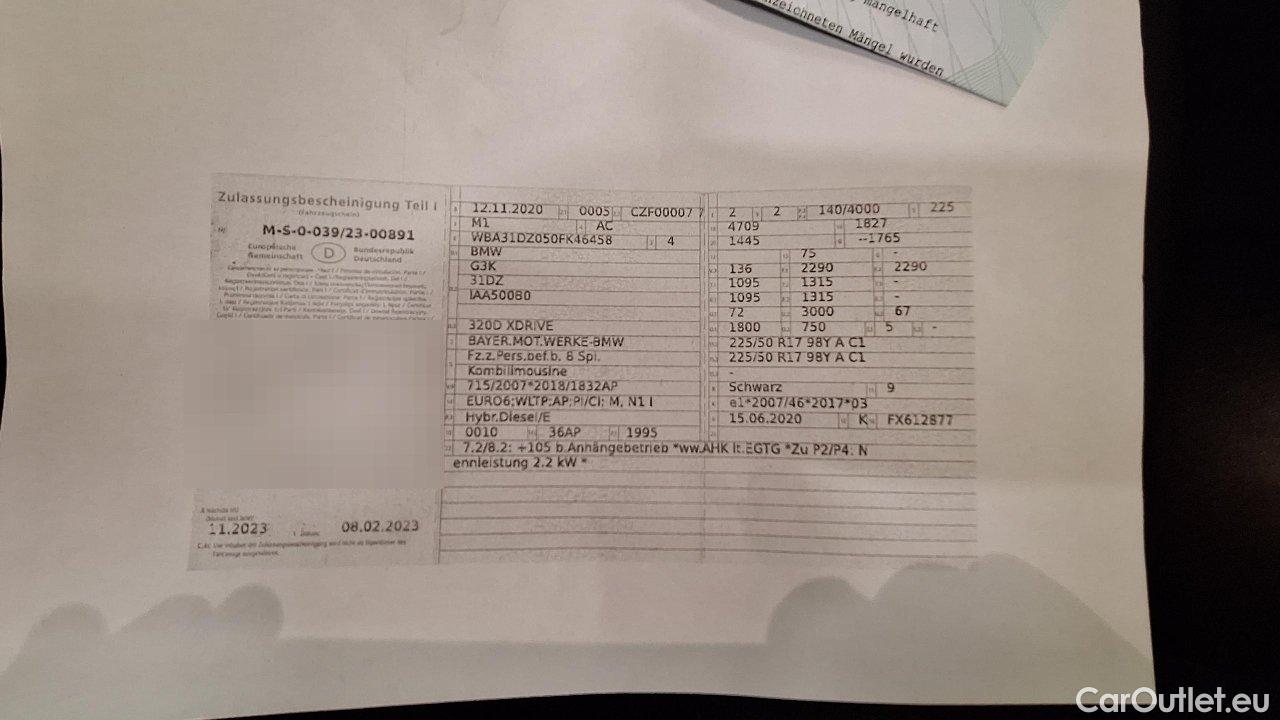 mangelhaft
zeichneten Mängel wurden
Zulassungsbescheinigung Teil I
(Fahrzeugschein)
M-S-0-039/23-00891
Europäische Gemeinschaft
D
Bundesrepublik Deutschland
11.2023
08.02.2023
12.11.2020 0005 CZF00007 7
M1 AC
WBA31DZ050FK46458 4
BMW
G3K
31DZ
IAA50080
320D XDRIVE
BAYER.MOT.WERKE-BMW
Fz.z.Pers.bef.b. 8 Spl.
Kombilimousine
715/2007*2018/1832AP
EURO6;WLTP;AP;PI/CI; M, N1 I
Hybr.Diesel/E
0010 36AP 1995
7.2/8.2: +105 b.Anhängebetrieb *ww.AHK lt.EGTG *Zu P2/P4: N
ennleistung 2.2 kW *
2 2 140/4000 225
4709 1827
1445 --1765
75 -
136 2290 2290
1095 1315 -
1095 1315 -
72 3000 67
1800 750 5 -
225/50 R17 98Y A C1
225/50 R17 98Y A C1
-
Schwarz 9
e1*2007/46*2017*03
15.06.2020 K FX612877
CarOutlet.eu